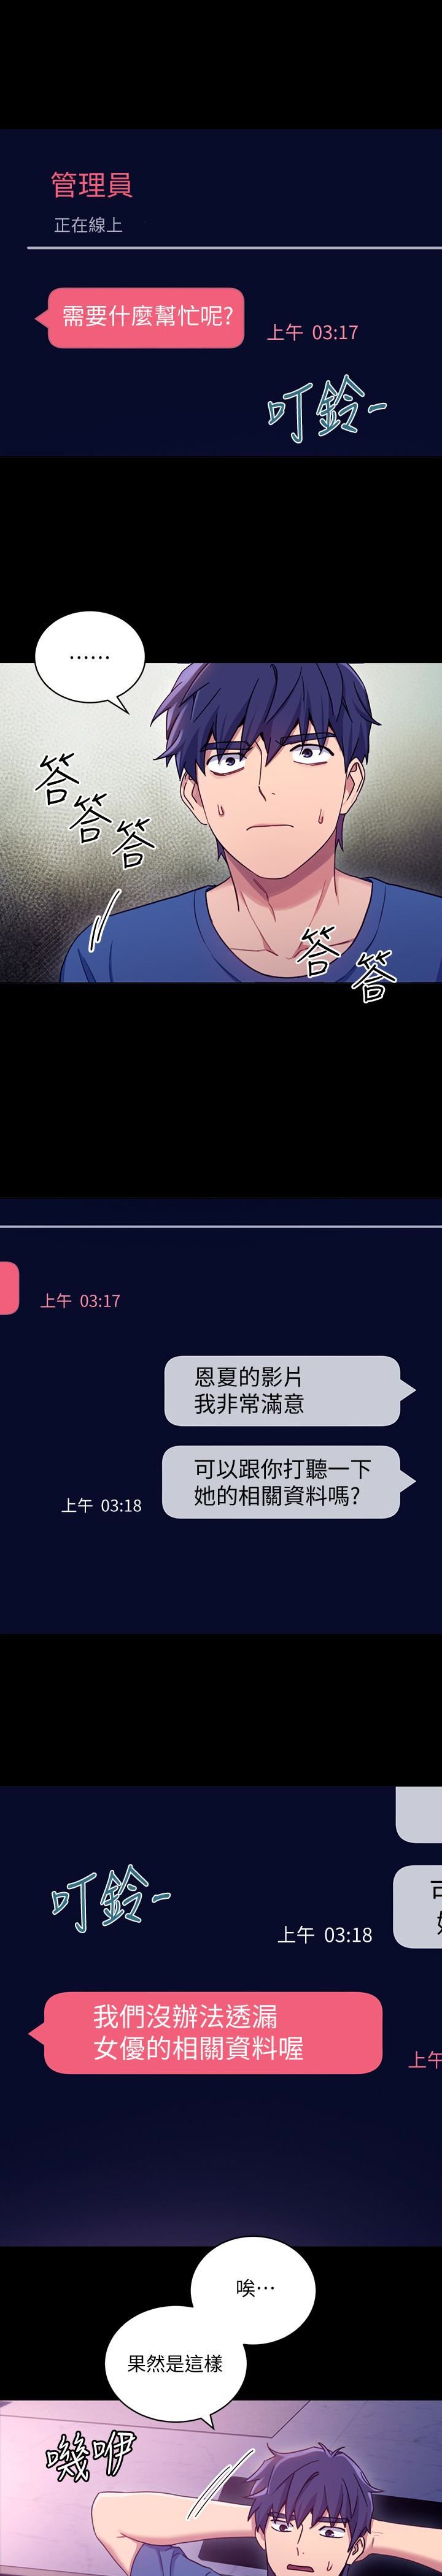 管理員
正在線上
需要什麼幫忙呢?
上午 03:17
叮鈴-
……
答
答
答
答
答
上午 03:17
恩夏的影片
我非常滿意
可以跟你打聽一下
她的相關資料嗎?
上午 03:18
叮鈴-
上午 03:18
我們沒辦法透漏
女優的相關資料喔
上午
唉…
果然是這樣
嘰咿